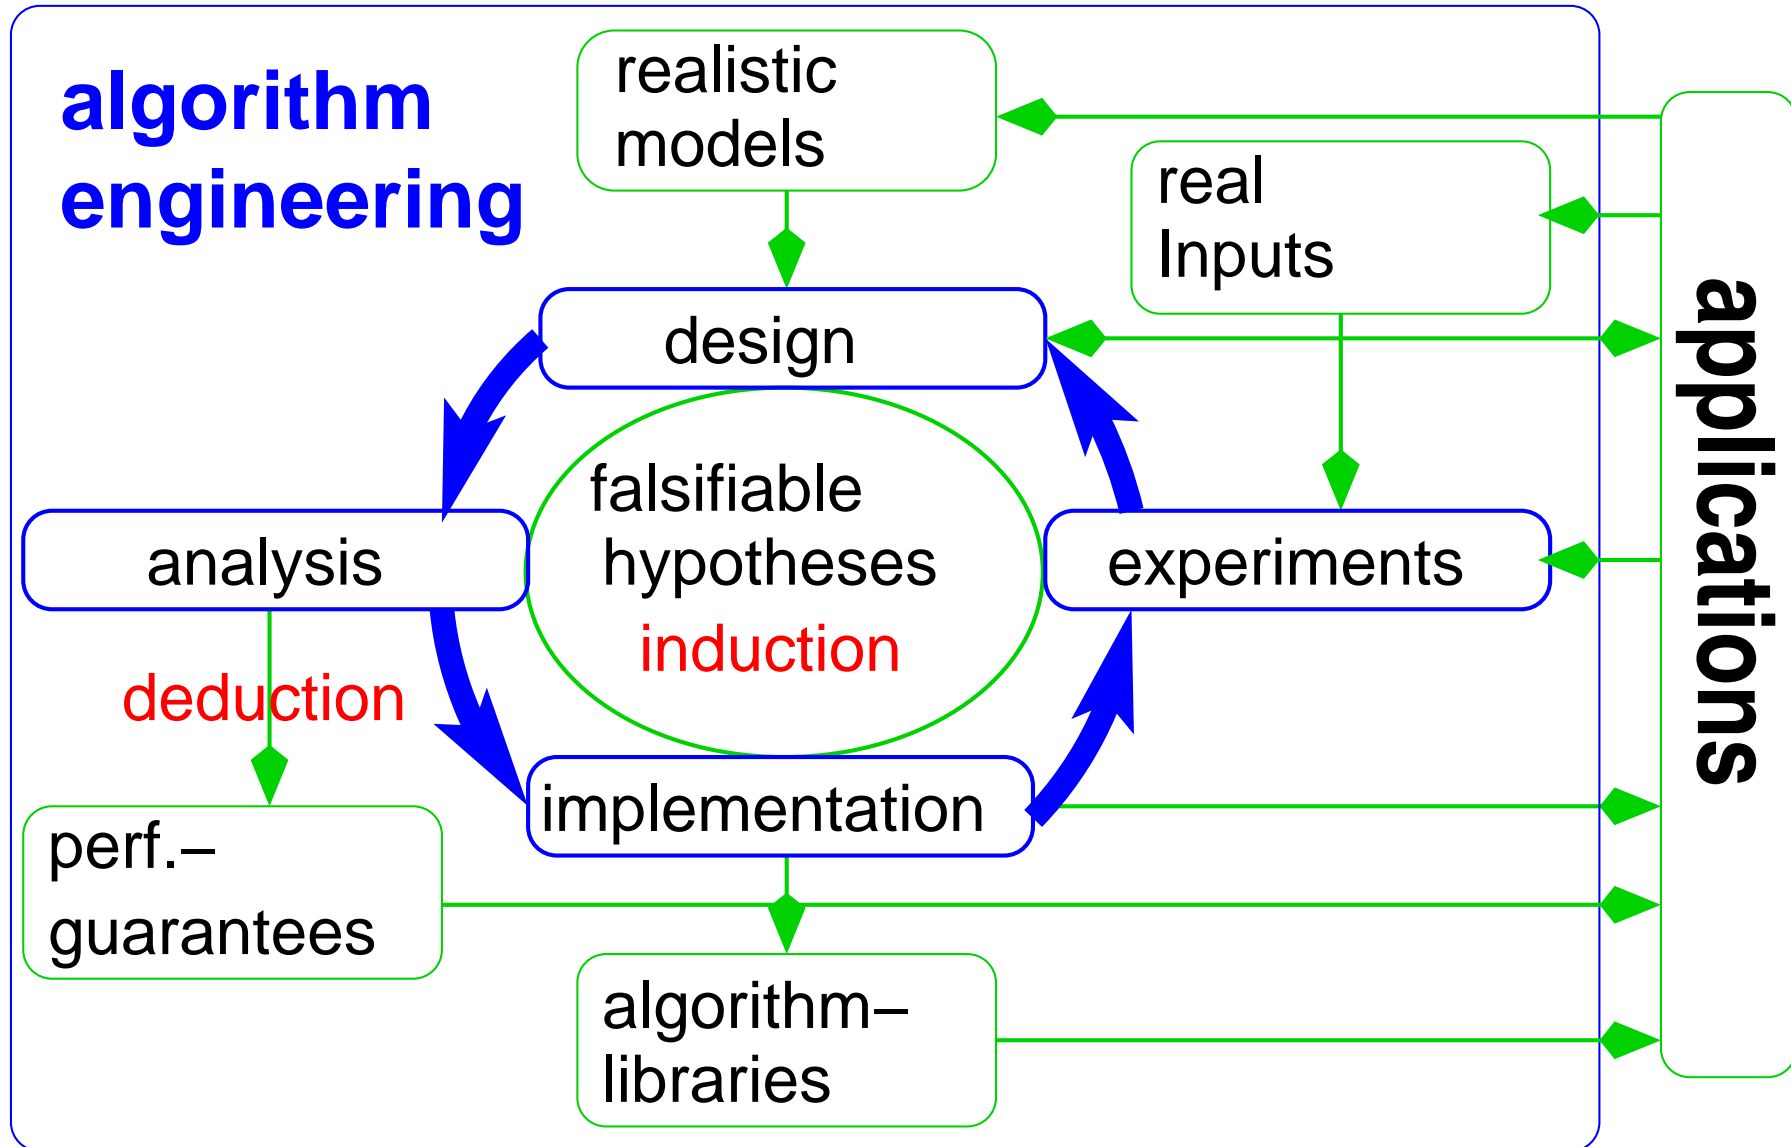 algorithm
engineering
realistic
models
real
Inputs
design
falsifiable
hypotheses
induction
analysis
experiments
deduction
implementation
perf.–
guarantees
algorithm–
libraries
applications